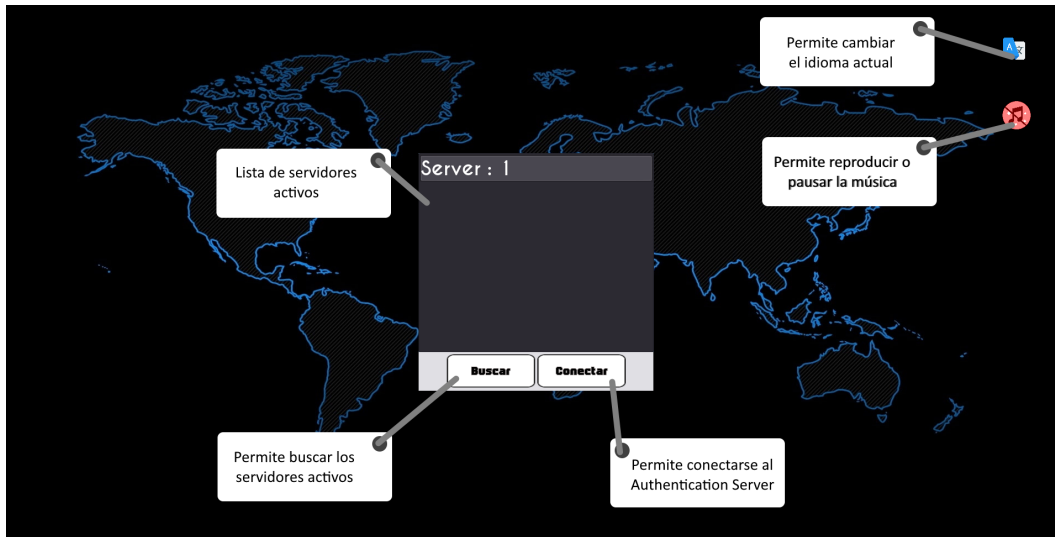 Permite cambiar
el idioma actual
A
Permite reproducir o
pausar la música
Lista de servidores
activos
Server : 1
Buscar
Conectar
Permite buscar los
servidores activos
Permite conectarse al
Authentication Server